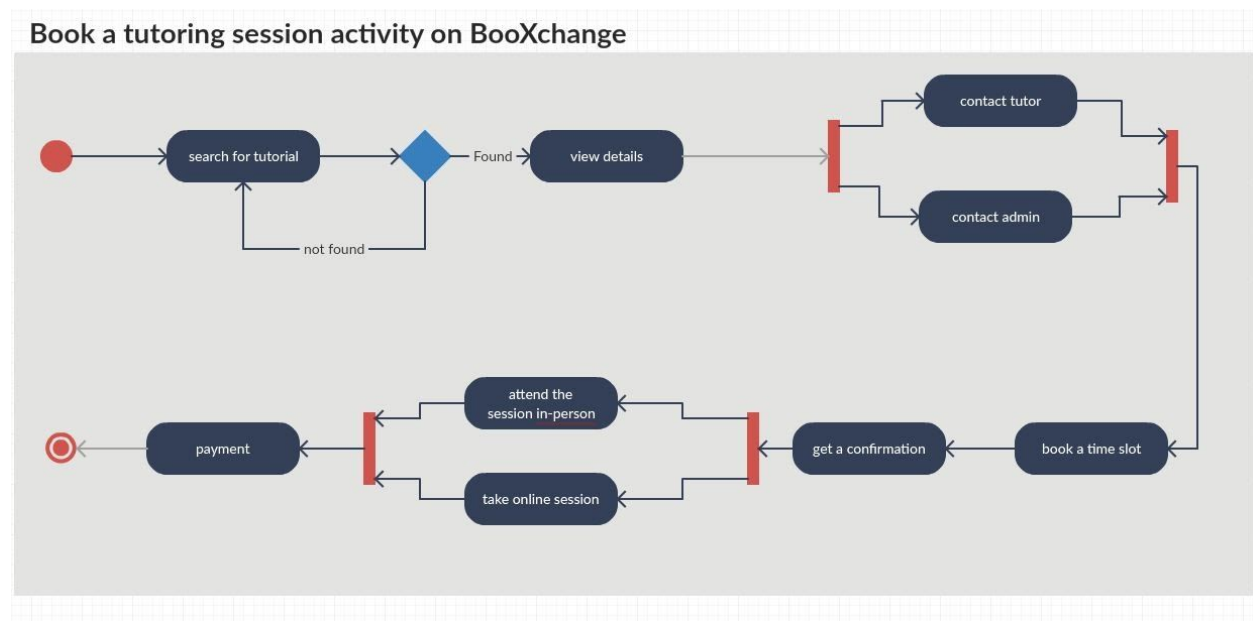 Book a tutoring session activity on BooXchange
search for tutorial
Found
view details
contact tutor
contact admin
not found
attend the
session in-person
take online session
payment
get a confirmation
book a time slot